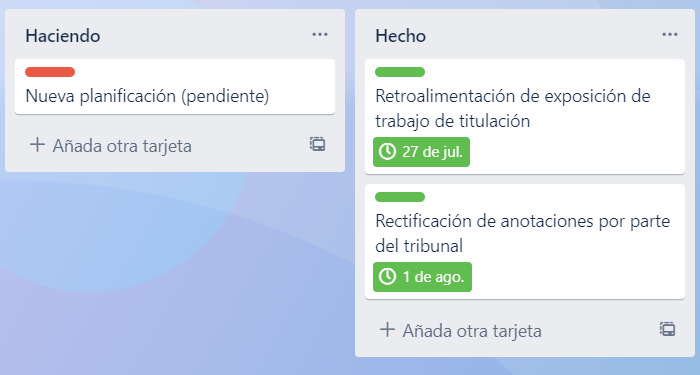 Haciendo
Nueva planificación (pendiente)
Añada otra tarjeta
Hecho
Retroalimentación de exposición de
trabajo de titulación
27 de jul.
Rectificación de anotaciones por parte
del tribunal
1 de ago.
Añada otra tarjeta